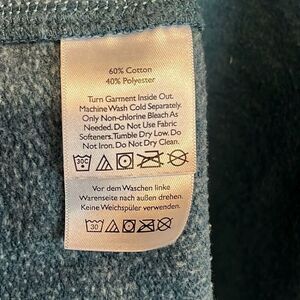 60% Cotton
40% Polyester
Turn Garment Inside Out.
Machine Wash Cold Separately.
Only Non-chlorine Bleach As
Needed. Do Not Use Fabric
Softeners. Tumble Dry Low. Do
Not Iron. Do Not Dry Clean.
30°
Vor dem Waschen linke
Warenseite nach außen drehen.
Keine Weichspüler verwenden.
30